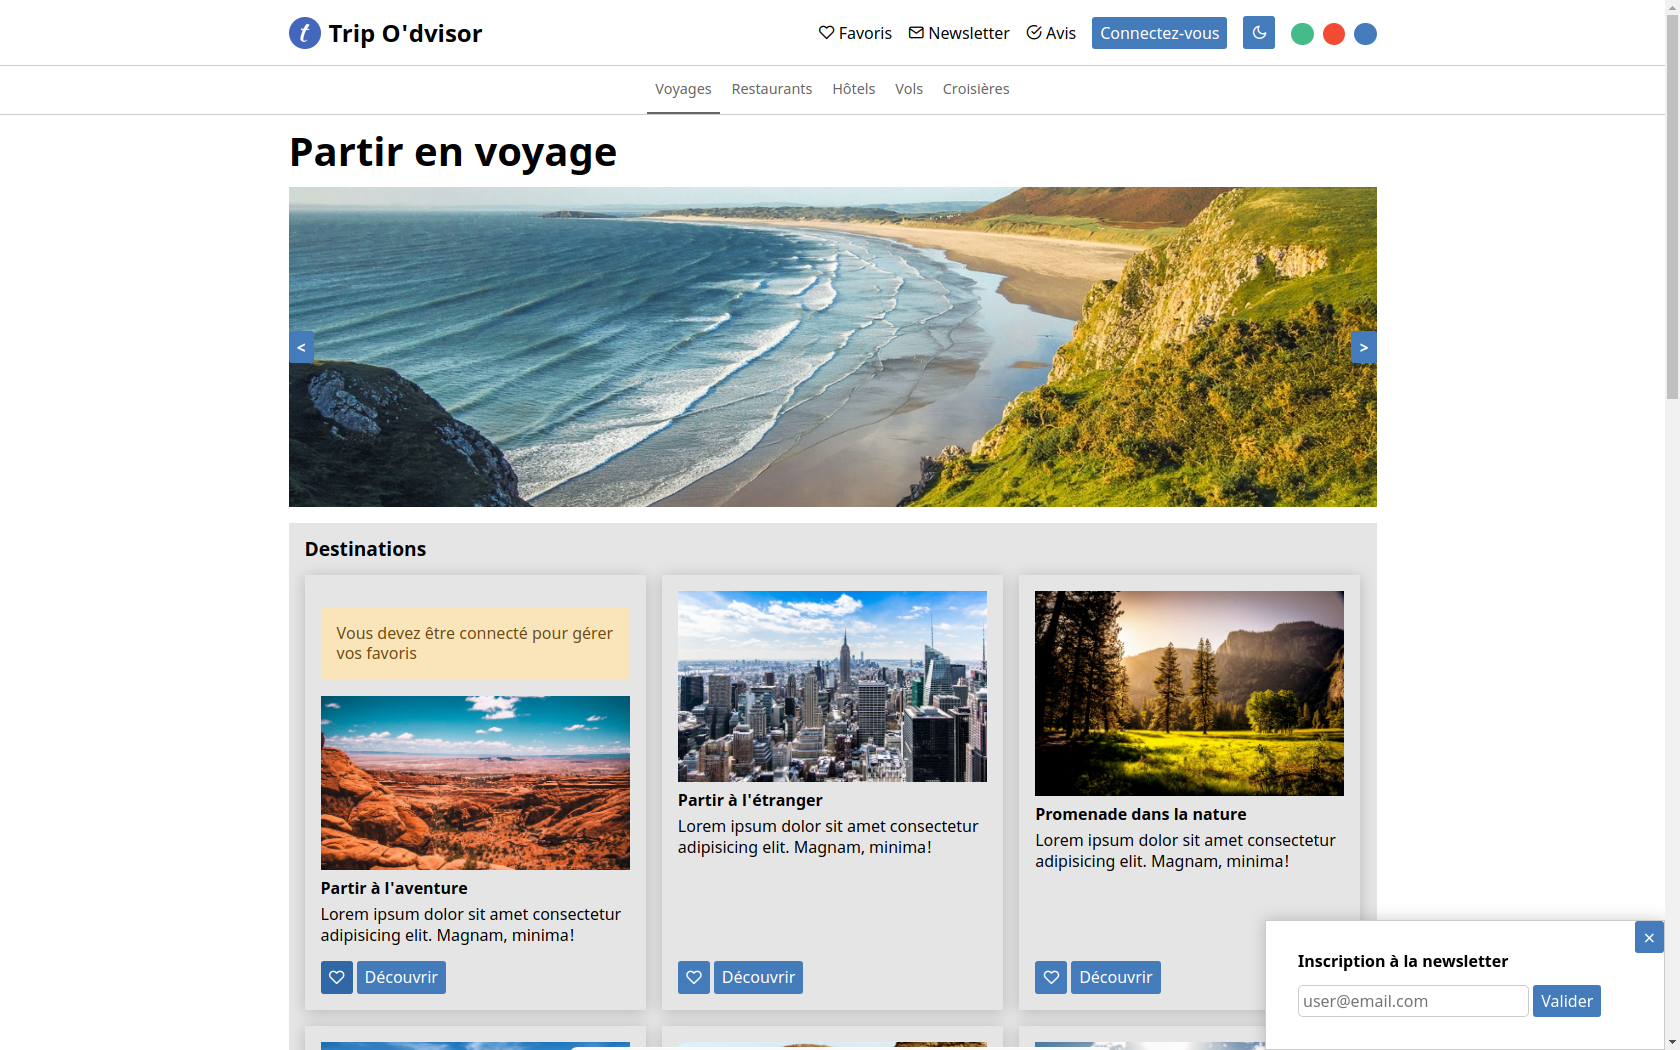 t Trip O'dvisor
Favoris Newsletter Avis Connectez-vous
Voyages Restaurants Hôtels Vols Croisières
Partir en voyage
< >
Destinations
Vous devez être connecté pour gérer
vos favoris
Partir à l'aventure
Lorem ipsum dolor sit amet consectetur
adipisicing elit. Magnam, minima!
Découvrir
Partir à l'étranger
Lorem ipsum dolor sit amet consectetur
adipisicing elit. Magnam, minima!
Découvrir
Promenade dans la nature
Lorem ipsum dolor sit amet consectetur
adipisicing elit. Magnam, minima!
Découvrir
×
Inscription à la newsletter
user@email.com Valider